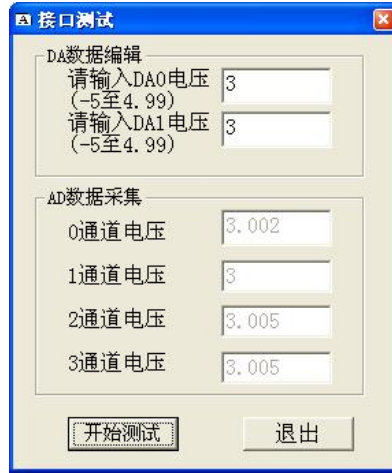 A 接口测试
DA数据编辑
请输入DA0电压
(-5至4.99)
3
请输入DA1电压
(-5至4.99)
3
AD数据采集
0通道电压 3.002
1通道电压 3
2通道电压 3.005
3通道电压 3.005
开始测试 退出